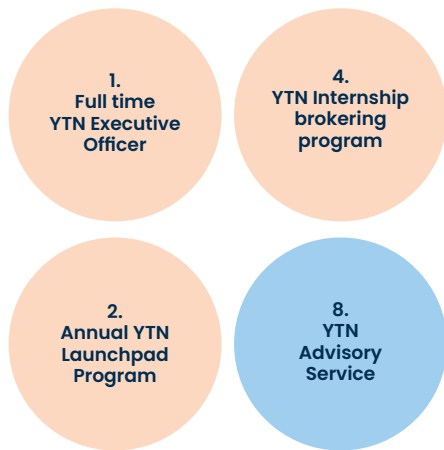 1.
Full time
YTN Executive
Officer
4.
YTN Internship
brokering
program
2.
Annual YTN
Launchpad
Program
8.
YTN
Advisory
Service